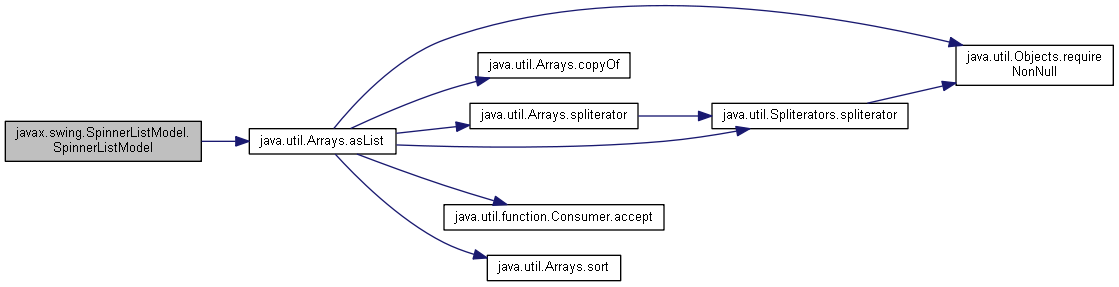 javax.swing.SpinnerListModel.
SpinnerListModel
java.util.Arrays.asList
java.util.Arrays.copyOf
java.util.Arrays.spliterator
java.util.function.Consumer.accept
java.util.Arrays.sort
java.util.Spliterators.spliterator
java.util.Objects.require
NonNull